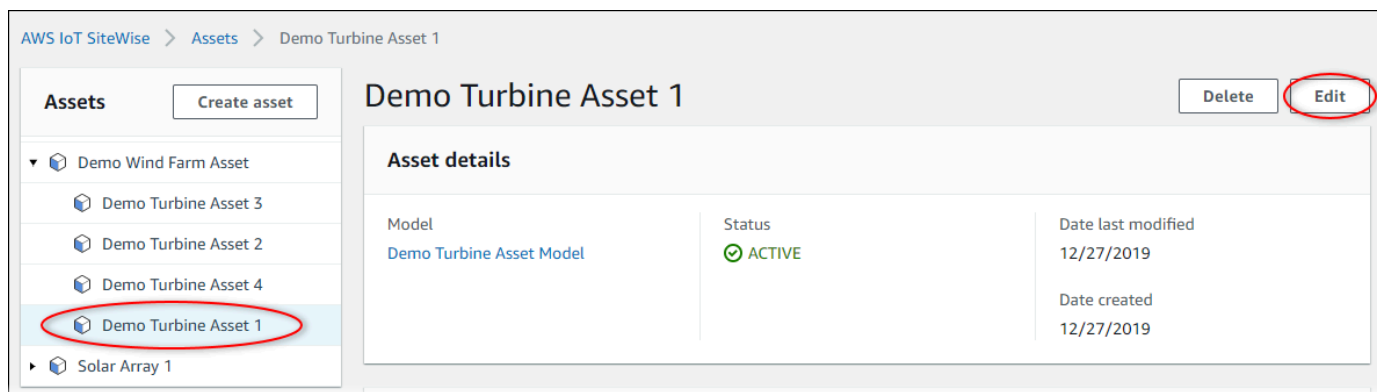 AWS IoT SiteWise > Assets > Demo Turbine Asset 1
Assets
Create asset
Demo Wind Farm Asset
Demo Turbine Asset 3
Demo Turbine Asset 2
Demo Turbine Asset 4
Demo Turbine Asset 1
Solar Array 1
Demo Turbine Asset 1
Delete
Edit
Asset details
Model
Demo Turbine Asset Model
Status
ACTIVE
Date last modified
12/27/2019
Date created
12/27/2019